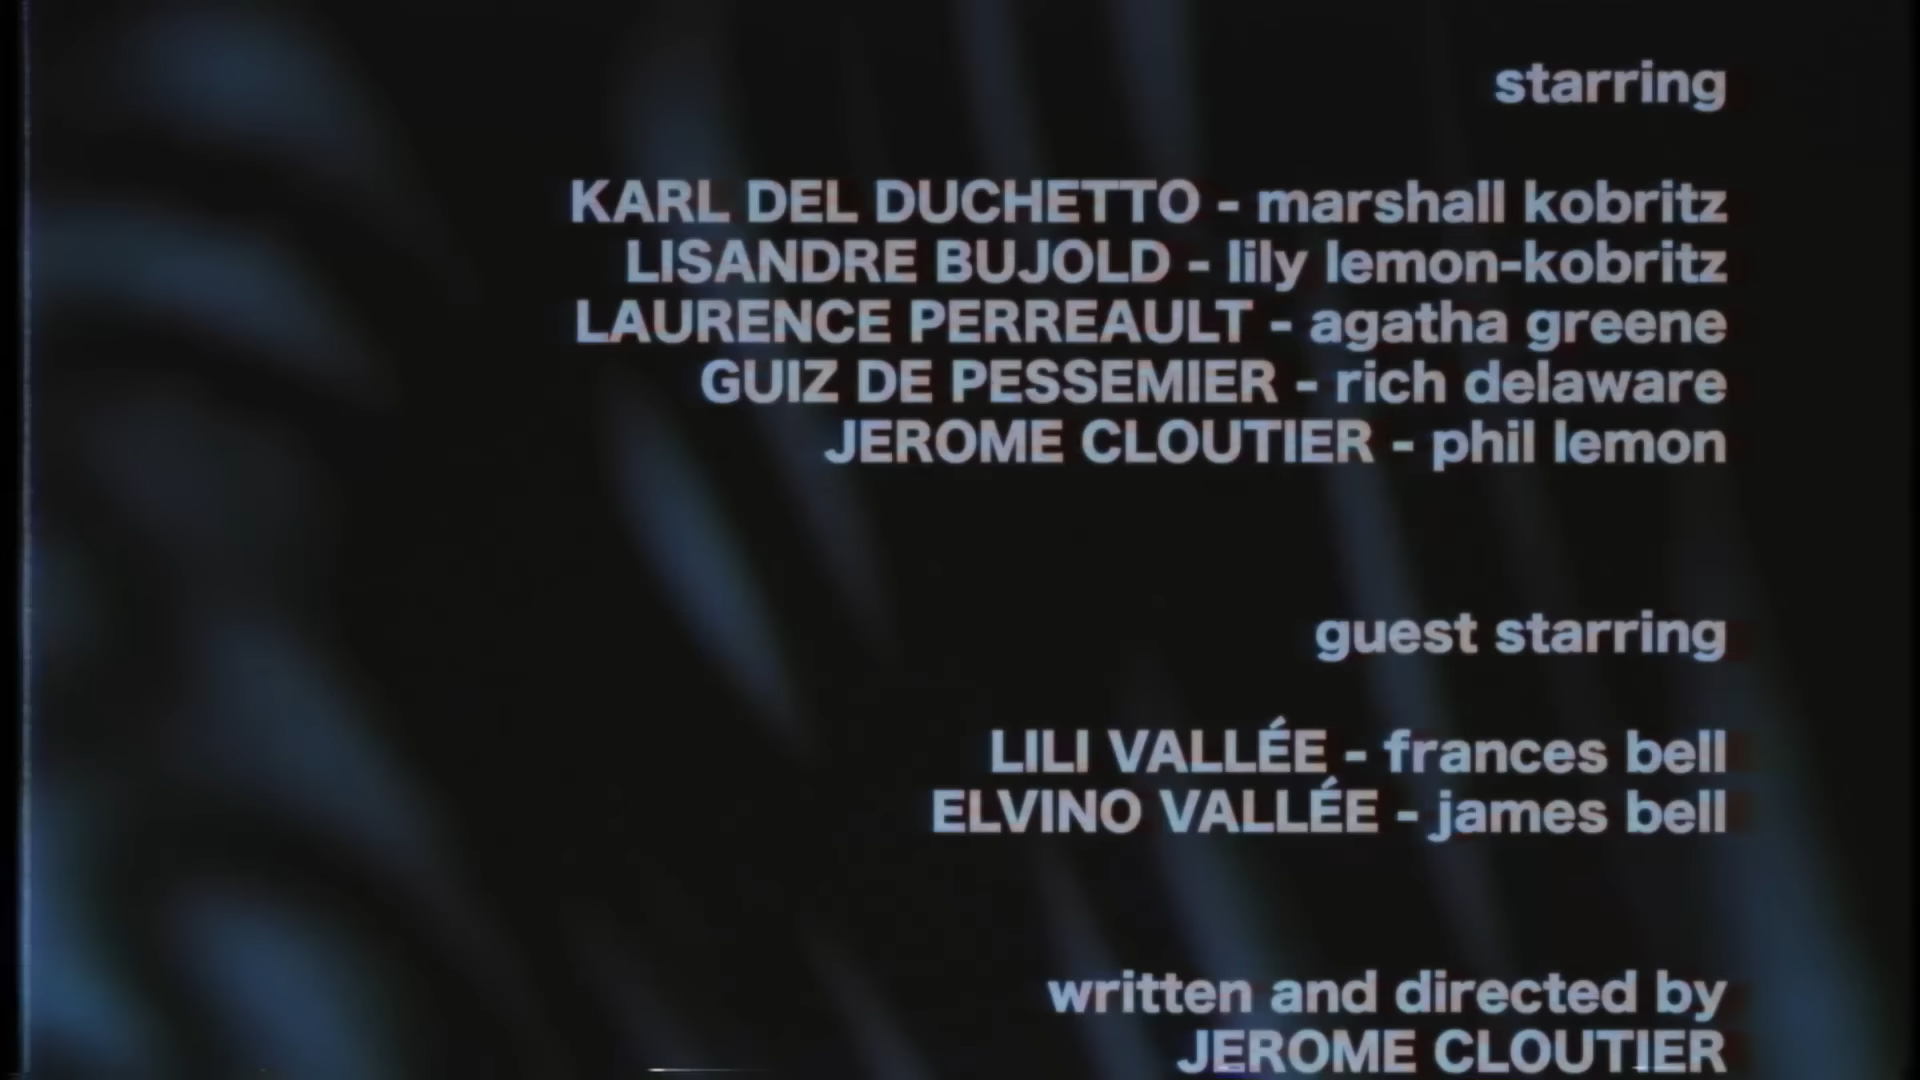 starring
KARL DEL DUCHETTO - marshall kobritz
LISANDRE BUJOLD - lily lemon-kobritz
LAURENCE PERREAULT - agatha greene
GUIZ DE PESSEMIER - rich delaware
JEROME CLOUTIER - phil lemon
guest starring
LILI VALLÉE - frances bell
ELVINO VALLÉE - james bell
written and directed by
JEROME CLOUTIER